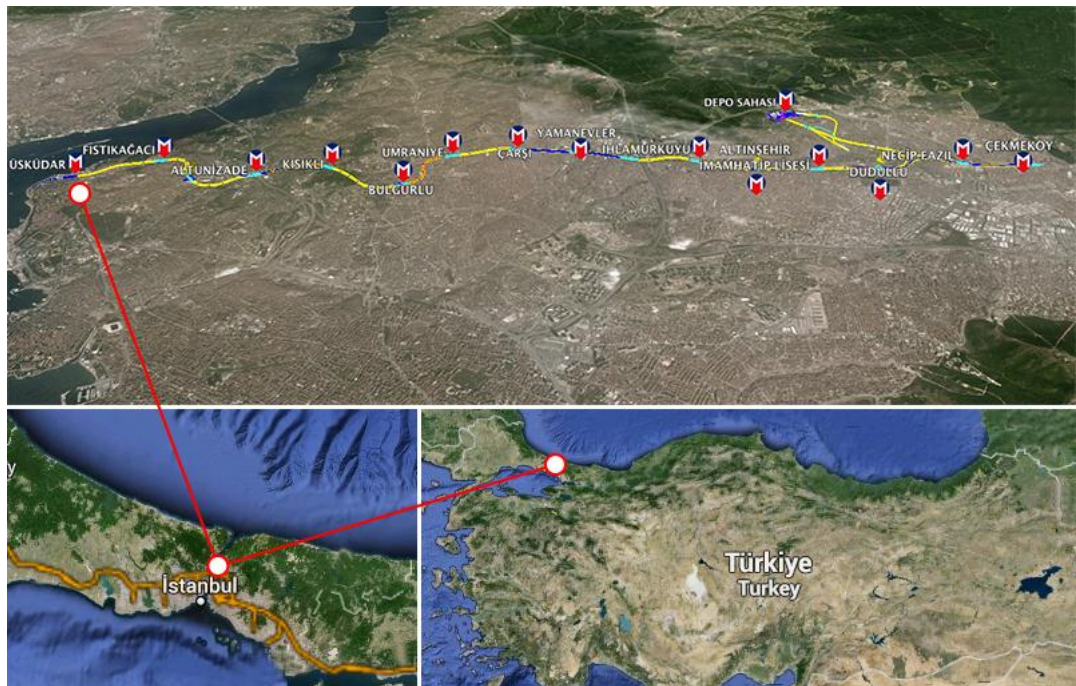 DEPO SAHASI
YAMANEVLER
FISTIKAĞACI
ÜMRANİYE
ÇARŞI
İHLAMURKUYU
ALTINŞEHİR
NECİP FAZIL
ÇEKMEKÖY
ÜSKÜDAR
ALTUNİZADE
KISIKLI
BULGURLU
İMAMHATİP LİSESİ
DUDULLU
y
İstanbul
Türkiye
Turkey